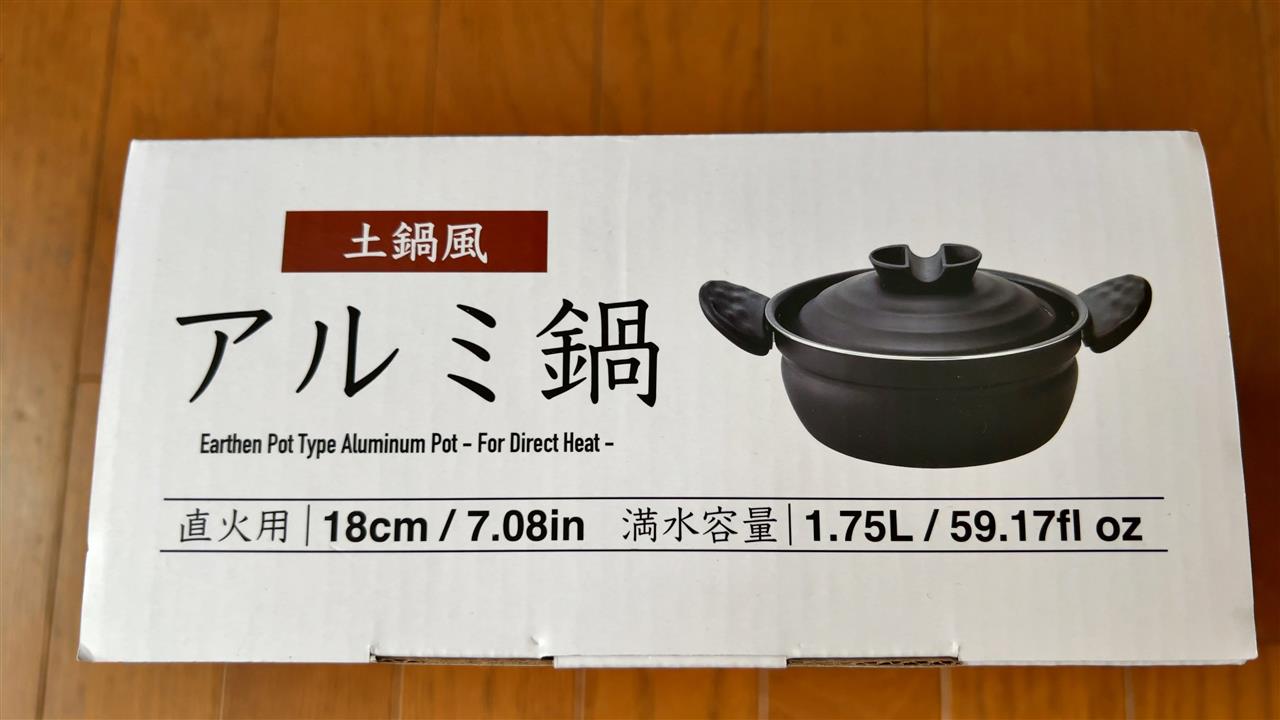 土鍋風
アルミ鍋
Earthen Pot Type Aluminum Pot - For Direct Heat -
直火用 | 18cm / 7.08in 満水容量 | 1.75L / 59.17fl oz